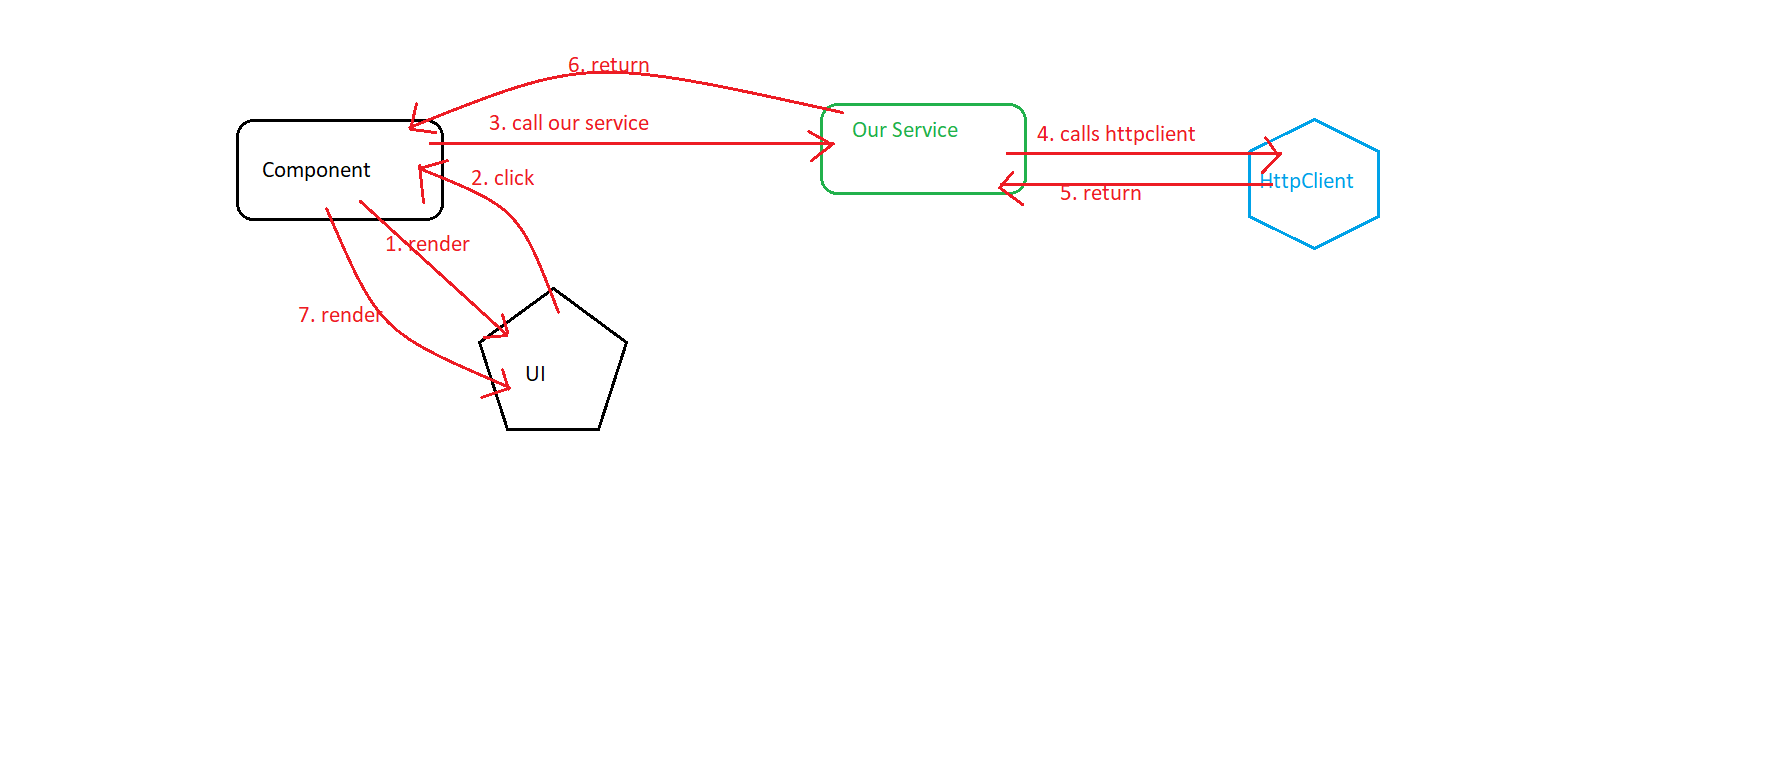 6. return
3. call our service
Our Service
4. calls httpclient
Component
2. click
HttpClient
5. return
1. render
7. render
UI